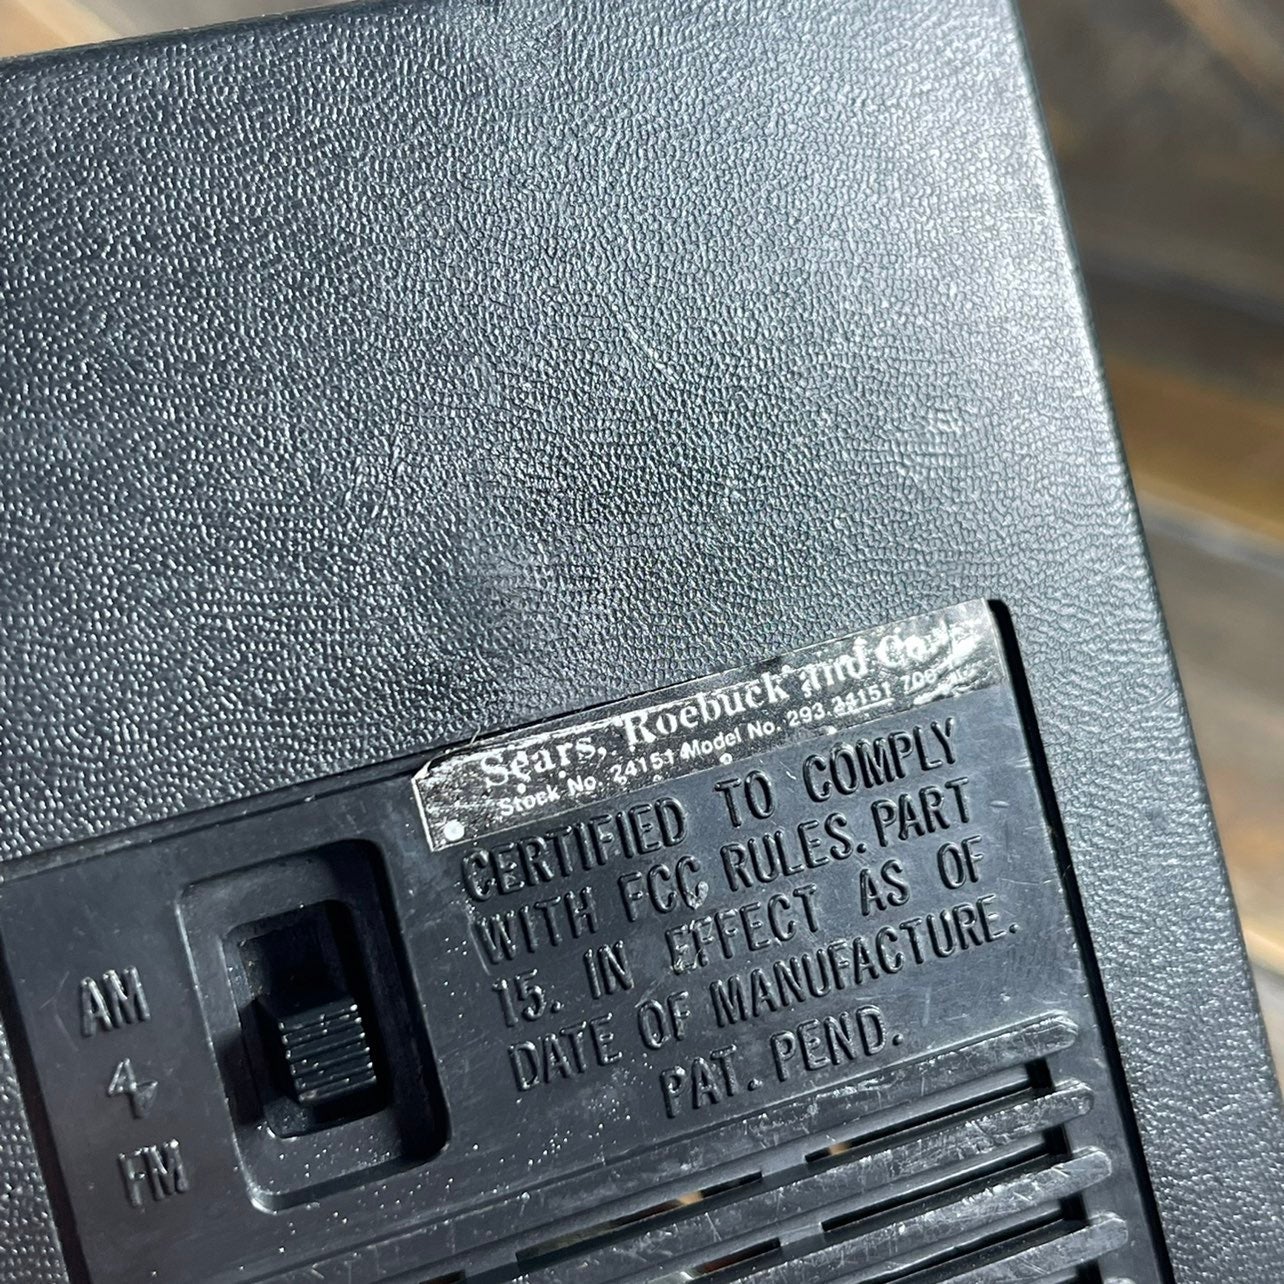 Sears, Roebuck and Co.
Stock No. 24151 Model No. 293.24151 700
CERTIFIED TO COMPLY
WITH FCC RULES. PART
15. IN EFFECT AS OF
DATE OF MANUFACTURE.
PAT. PEND.
AM
FM